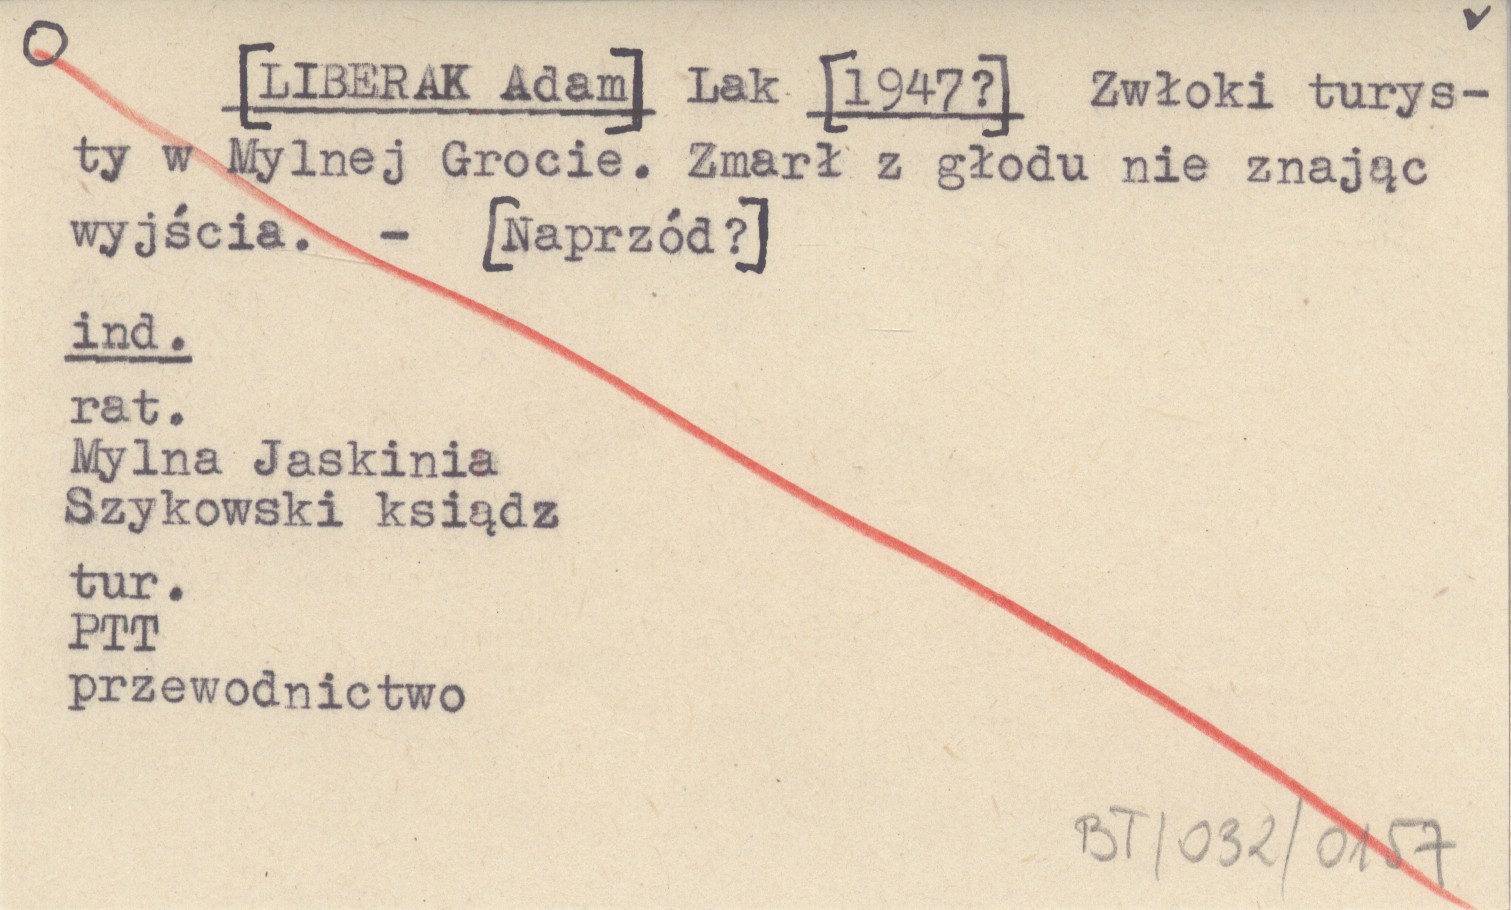 [LIBERAK Adam] Lak [1947?] Zwłoki turys-
ty w Mylnej Grocie. Zmarł z głodu nie znając
wyjścia. - [Naprzód?]
ind.
rat.
Mylna Jaskinia
Szykowski ksiądz
tur.
PTT
przewodnictwo
BT/032/0157